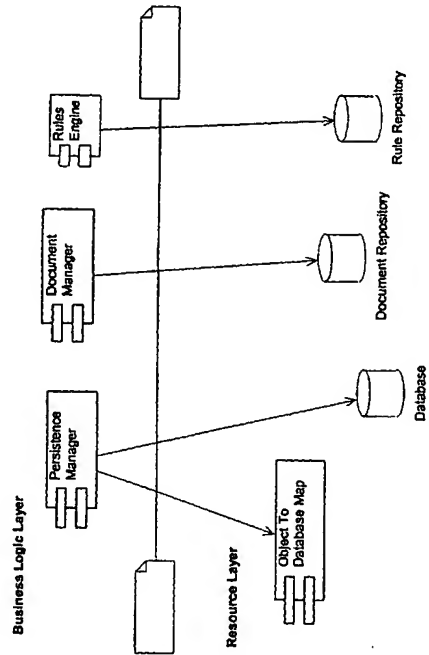 Business Logic Layer
Persistence
Manager
Document
Manager
Rules
Engine
Resource Layer
Object To
Database Map
Database
Document Repository
Rule Repository